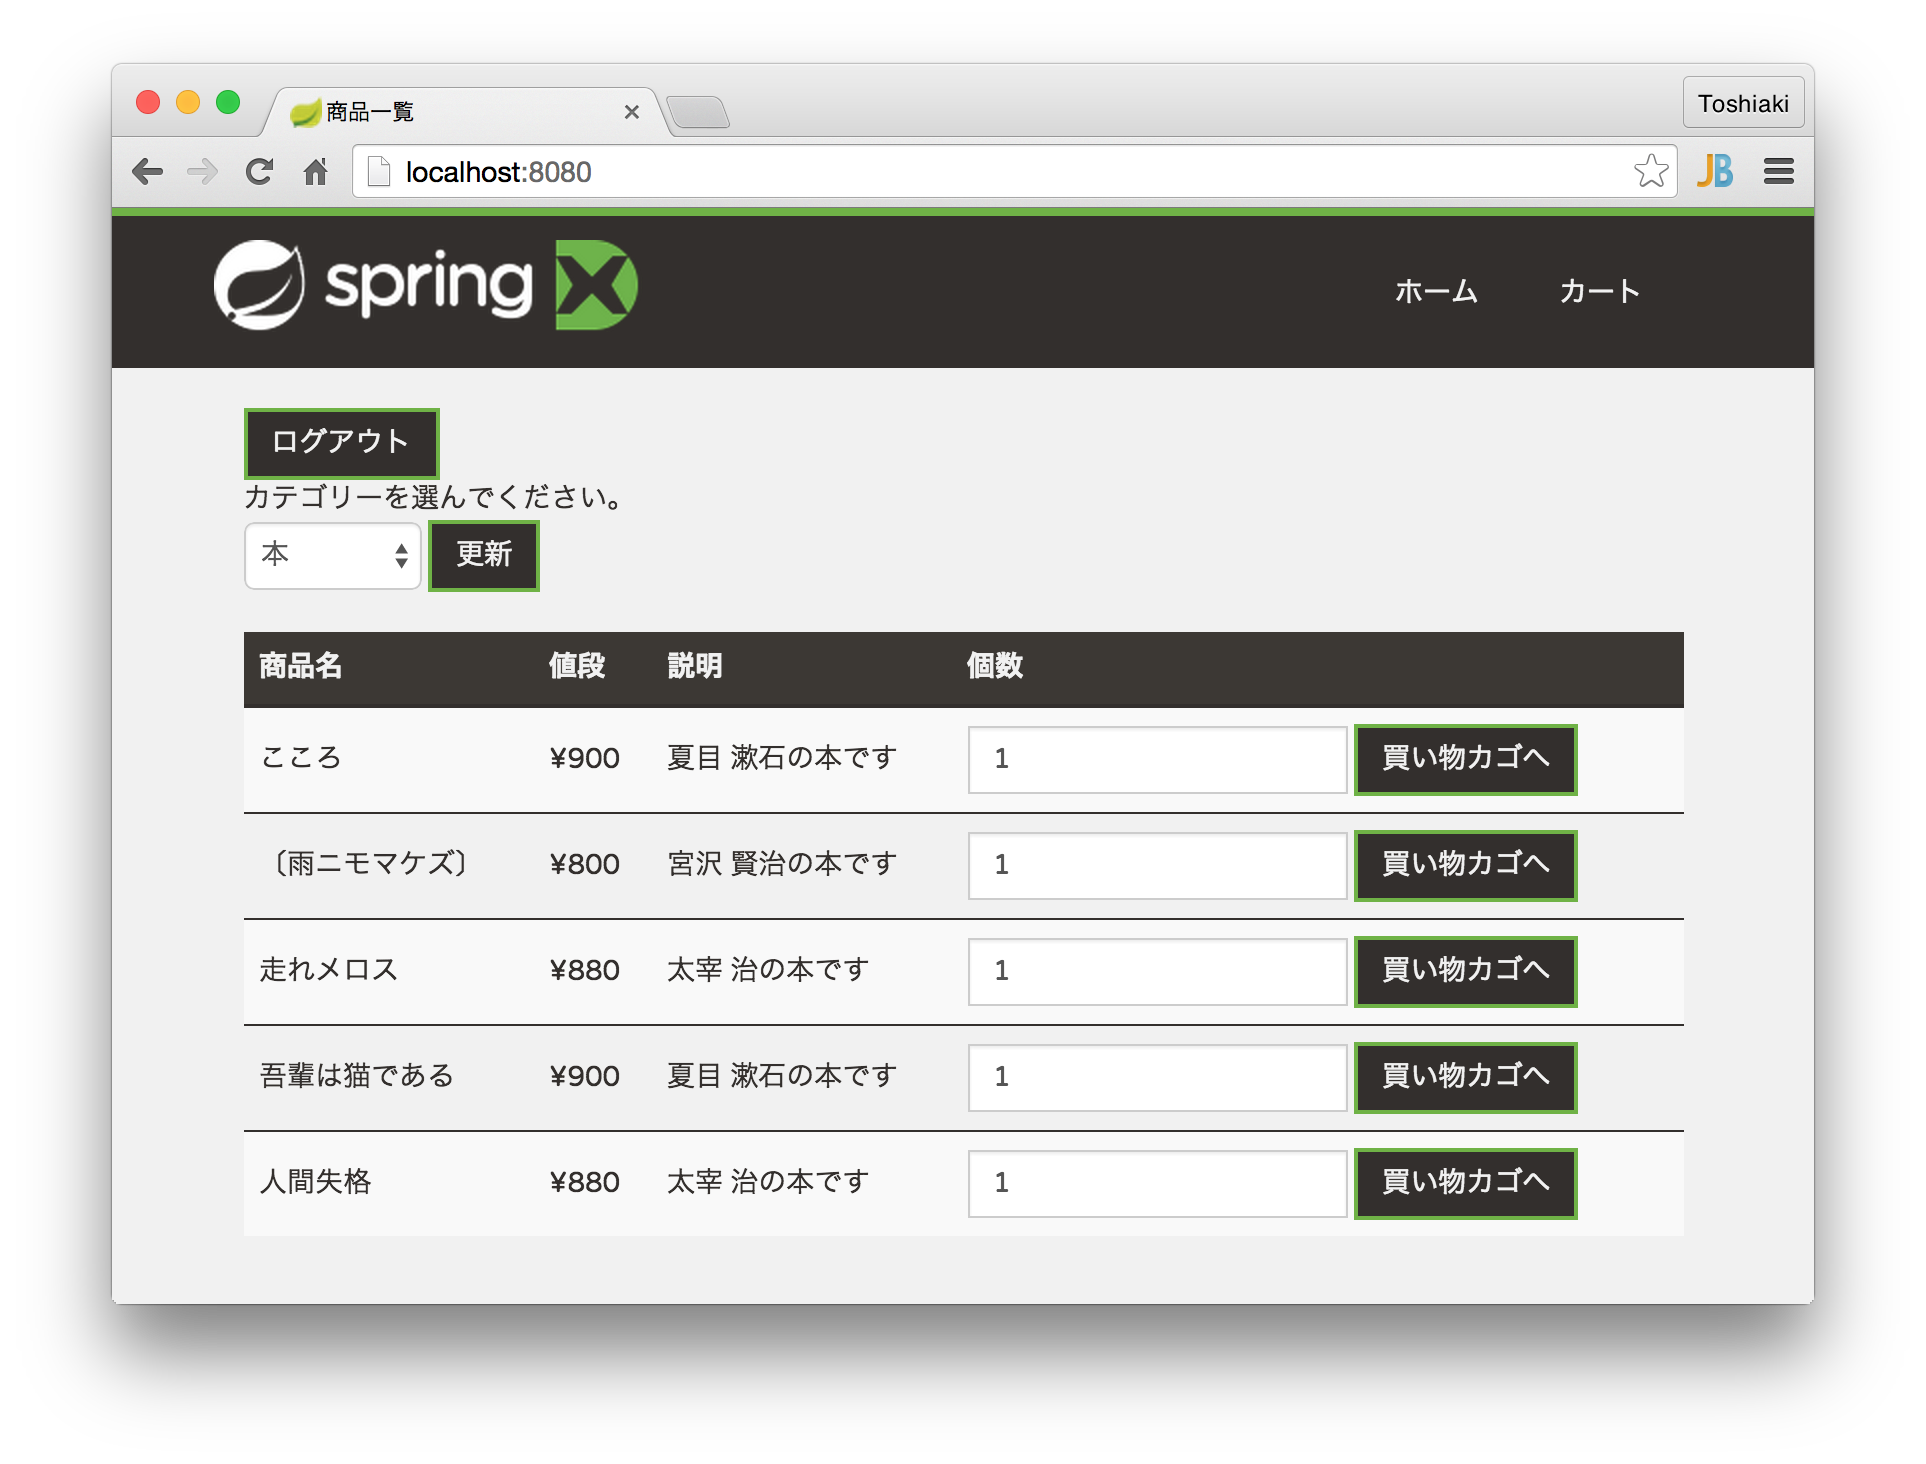 商品一覧
Toshiaki
localhost:8080
JB
spring
ホーム カート
ログアウト
カテゴリーを選んでください。
本 更新
商品名 値段 説明 個数
こころ ¥900 夏目 漱石の本です 1 買い物カゴへ
〔雨ニモマケズ〕 ¥800 宮沢 賢治の本です 1 買い物カゴへ
走れメロス ¥880 太宰 治の本です 1 買い物カゴへ
吾輩は猫である ¥900 夏目 漱石の本です 1 買い物カゴへ
人間失格 ¥880 太宰 治の本です 1 買い物カゴへ